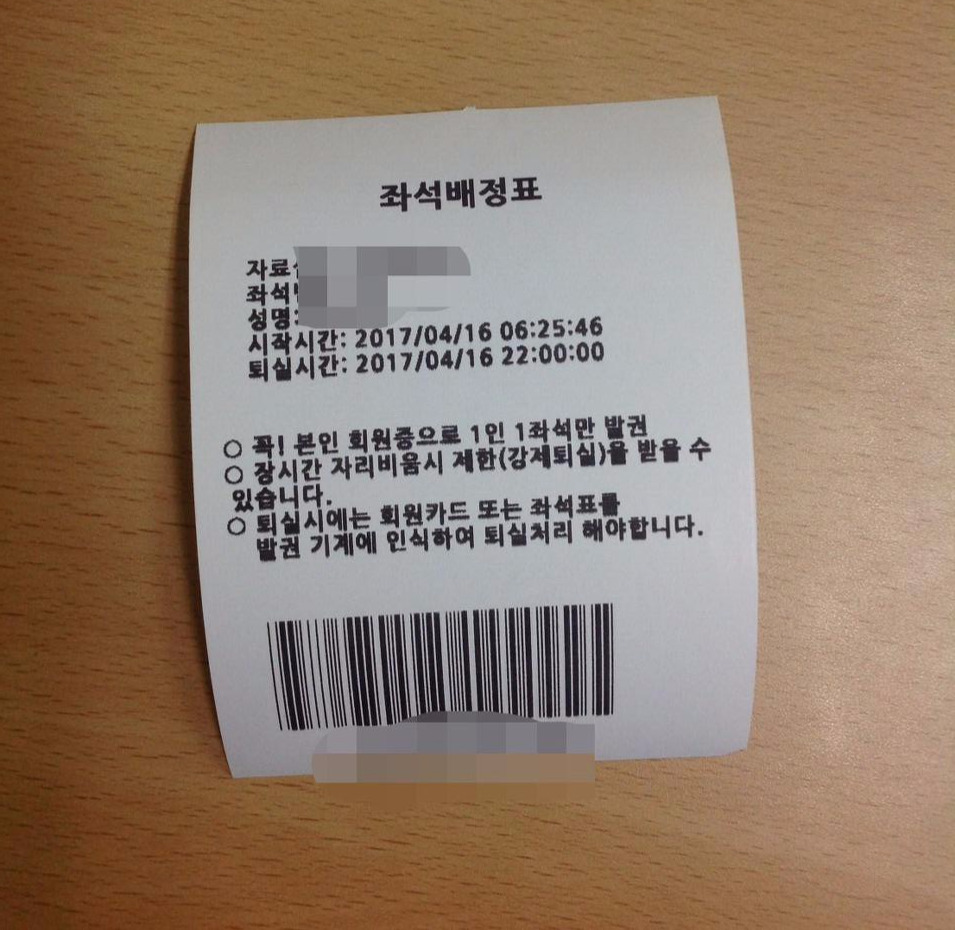 좌석배정표
자료
좌석
성명:
시작시간: 2017/04/16 06:25:46
퇴실시간: 2017/04/16 22:00:00
○ 꼭! 본인 회원증으로 1인 1좌석만 발권
○ 장시간 자리비움시 제한(강제퇴실)을 받을 수
있습니다.
○ 퇴실시에는 회원카드 또는 좌석표를
발권 기계에 인식하여 퇴실처리 해야합니다.